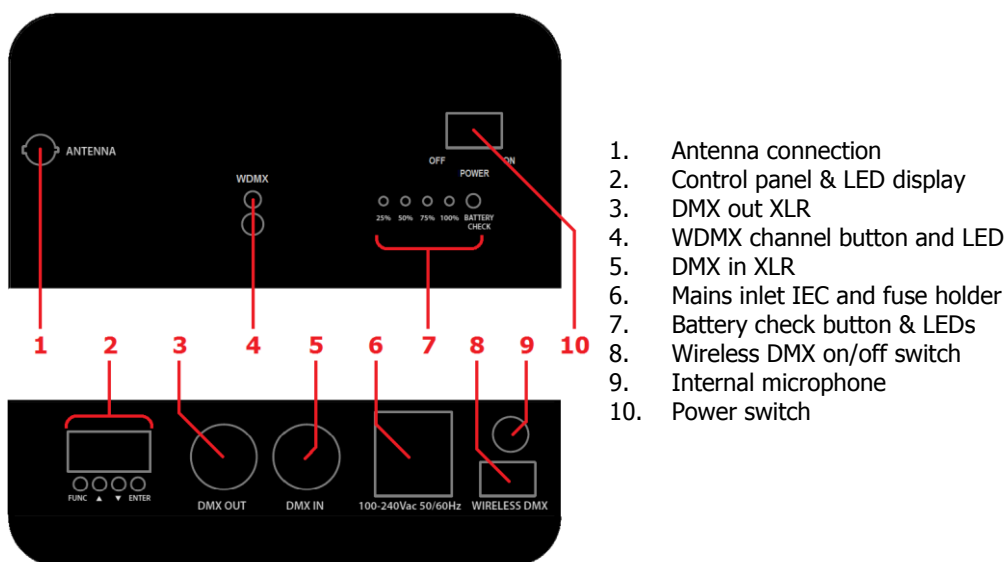 ANTENNA
WDMX
OFF
ON
POWER
25% 50% 75% 100% BATTERY
CHECK
1 2 3 4 5 6 7 8 9 10
FUNC ▲ ▼ ENTER
DMX OUT
DMX IN
100-240Vac 50/60Hz
WIRELESS DMX
1. Antenna connection
2. Control panel & LED display
3. DMX out XLR
4. WDMX channel button and LED
5. DMX in XLR
6. Mains inlet IEC and fuse holder
7. Battery check button & LEDs
8. Wireless DMX on/off switch
9. Internal microphone
10. Power switch